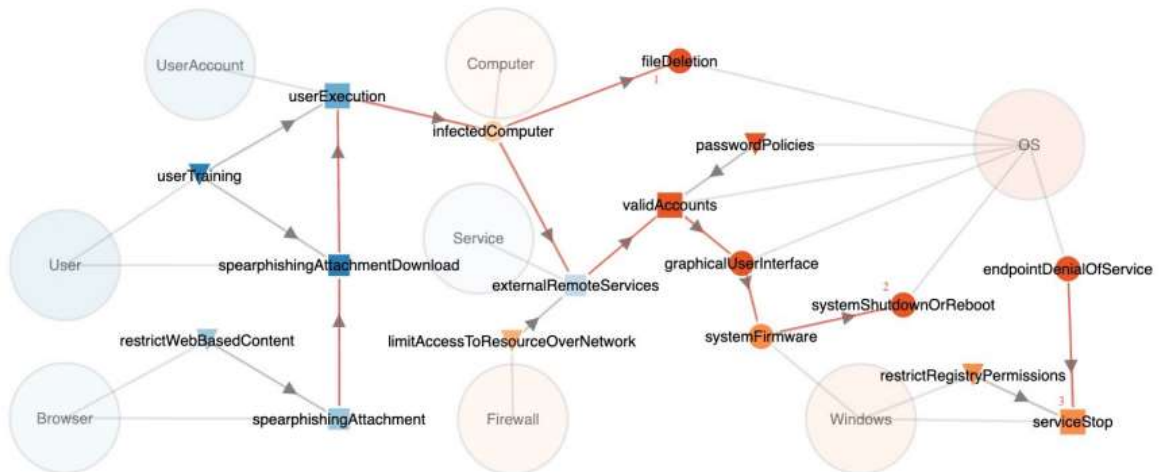 fileDeletion
UserAccount
Computer
1
userExecution
infectedComputer
passwordPolicies
OS
userTraining
validAccounts
Service
User
spearphishingAttachmentDownload
graphicalUserInterface
endpointDenialOfService
externalRemoteServices
2
systemShutdownOrReboot
restrictWebBasedContent
limitAccessToResourceOverNetwork
systemFirmware
restrictRegistryPermissions
3
Browser
spearphishingAttachment
Firewall
Windows
serviceStop